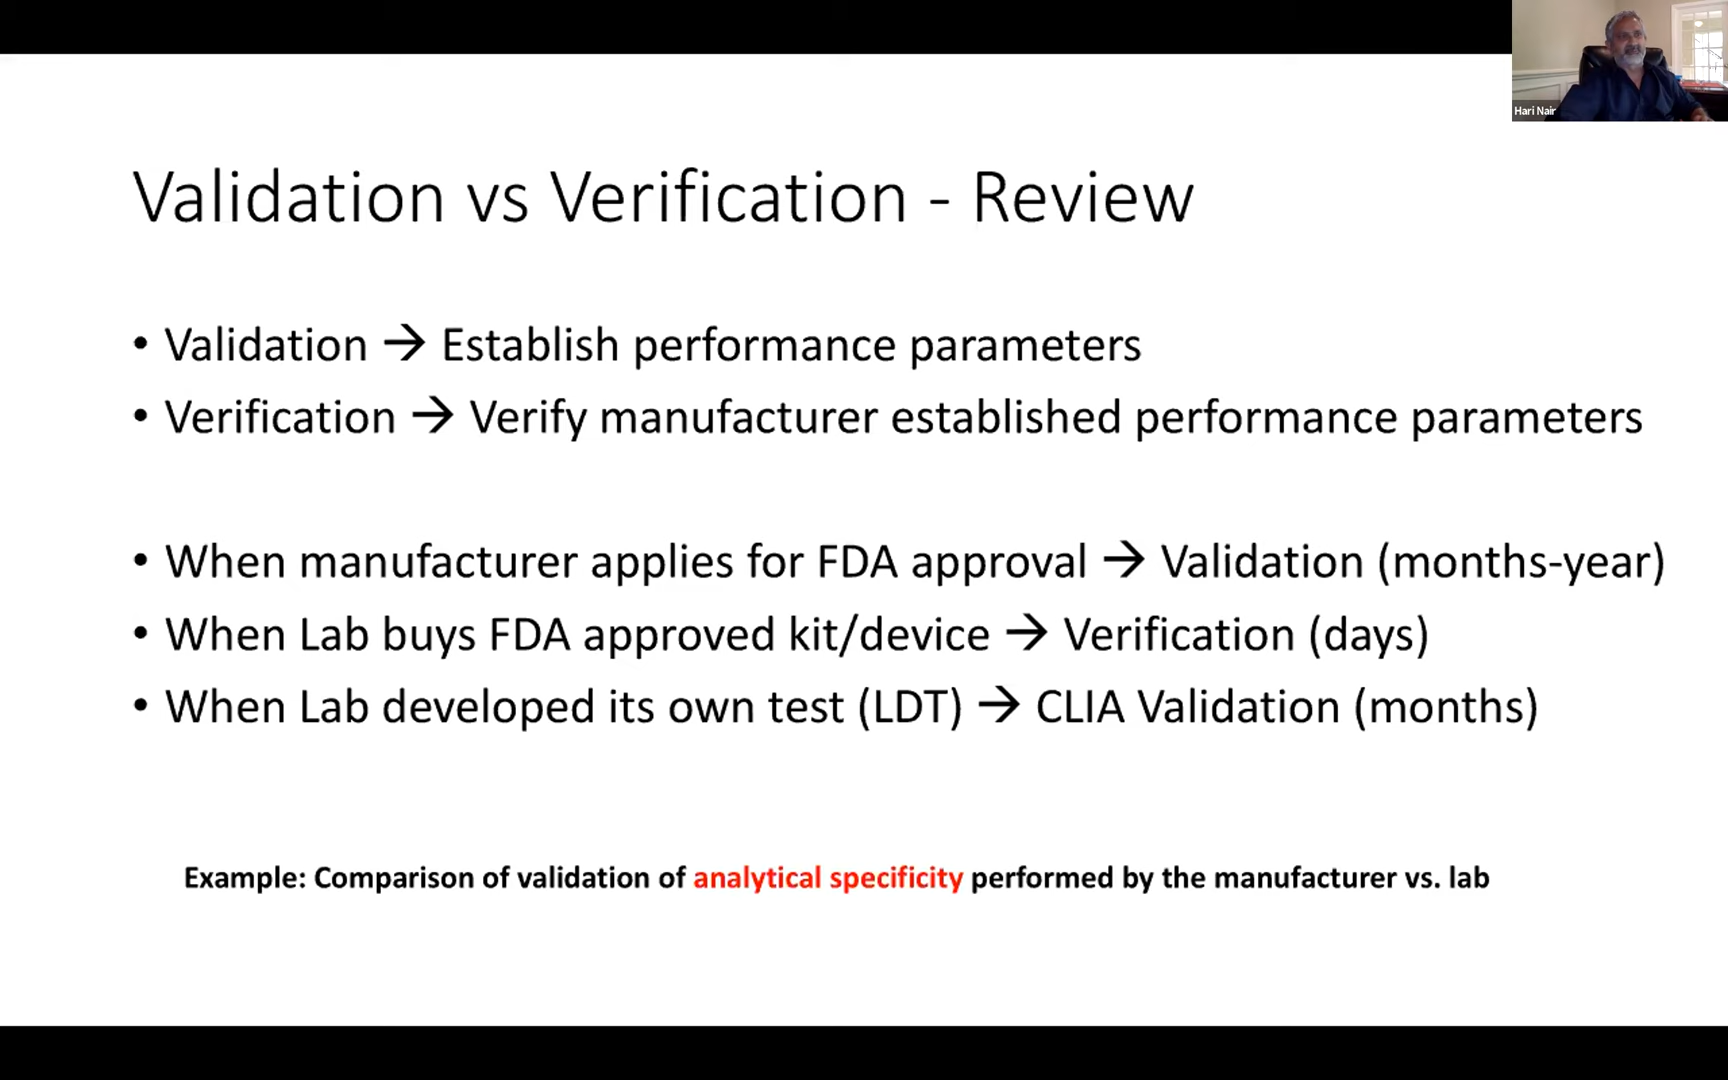 Hari Nair
Validation vs Verification - Review
• Validation → Establish performance parameters
• Verification → Verify manufacturer established performance parameters
• When manufacturer applies for FDA approval → Validation (months-year)
• When Lab buys FDA approved kit/device → Verification (days)
• When Lab developed its own test (LDT) → CLIA Validation (months)
Example: Comparison of validation of analytical specificity performed by the manufacturer vs. lab